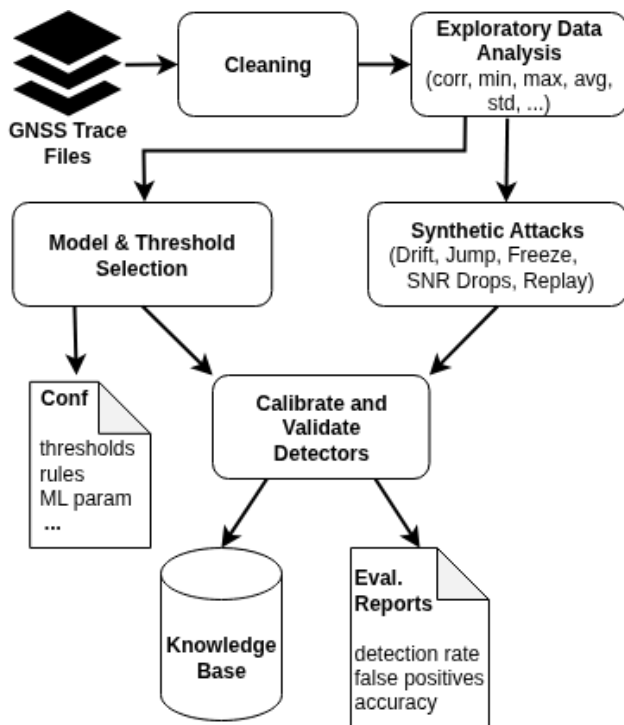 GNSS Trace
Files
Cleaning
Exploratory Data
Analysis
(corr, min, max, avg,
std, ...)
Model & Threshold
Selection
Synthetic Attacks
(Drift, Jump, Freeze,
SNR Drops, Replay)
Conf
thresholds
rules
ML param
...
Calibrate and
Validate
Detectors
Knowledge
Base
Eval.
Reports
detection rate
false positives
accuracy